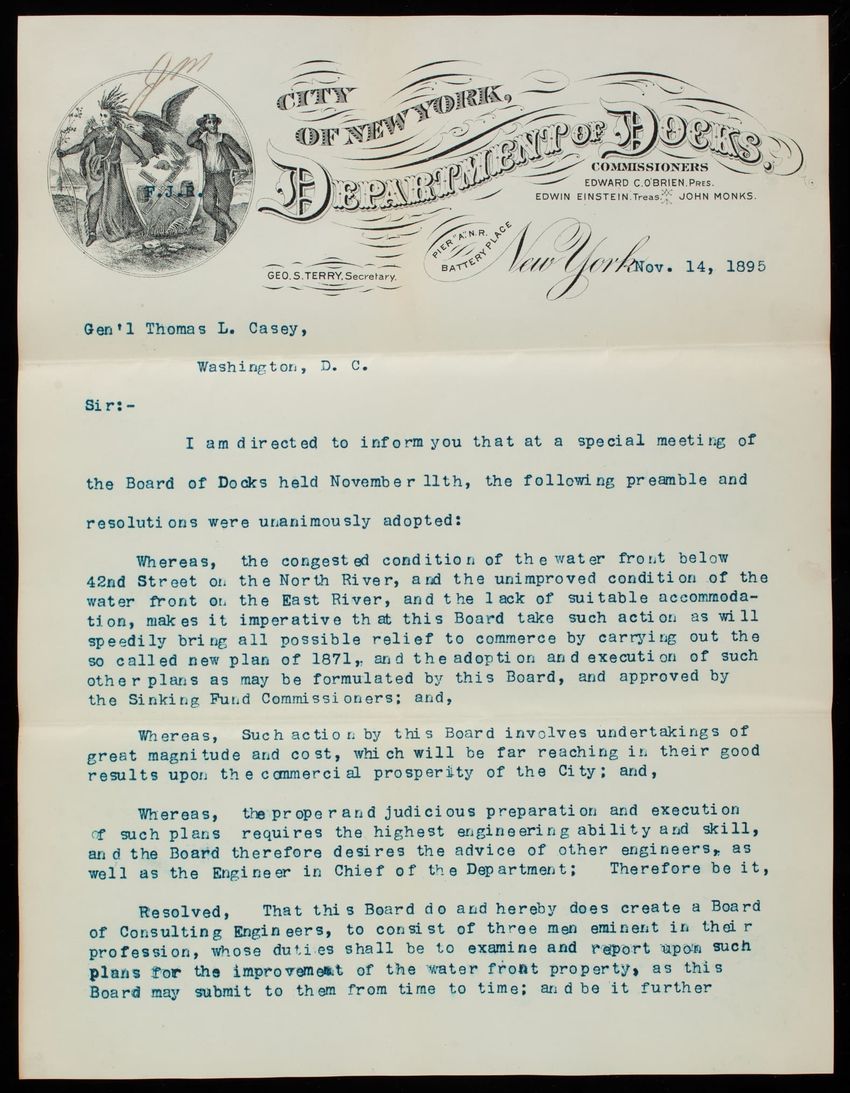 CITY
OF NEW YORK,
DEPARTMENT OF DOCKS.
COMMISSIONERS
EDWARD C. O'BRIEN, PRES.
EDWIN EINSTEIN, Treas. JOHN MONKS.
F.J.R.
PIER "A", N.R.
BATTERY PLACE
GEO. S. TERRY, Secretary.
New York Nov. 14, 1895
Gen'l Thomas L. Casey,
Washington, D. C.
Sir:-
I am directed to inform you that at a special meeting of
the Board of Docks held November 11th, the following preamble and
resolutions were unanimously adopted:
Whereas, the congested condition of the water front below
42nd Street on the North River, and the unimproved condition of the
water front on the East River, and the lack of suitable accommoda-
tion, makes it imperative that this Board take such action as will
speedily bring all possible relief to commerce by carrying out the
so called new plan of 1871,, and the adoption and execution of such
other plans as may be formulated by this Board, and approved by
the Sinking Fund Commissioners; and,
Whereas, Such action by this Board involves undertakings of
great magnitude and cost, which will be far reaching in their good
results upon the commercial prosperity of the City; and,
Whereas, the proper and judicious preparation and execution
of such plans requires the highest engineering ability and skill,
and the Board therefore desires the advice of other engineers, as
well as the Engineer in Chief of the Department; Therefore be it,
Resolved, That this Board do and hereby does create a Board
of Consulting Engineers, to consist of three men eminent in their
profession, whose duties shall be to examine and report upon such
plans for the improvement of the water front property, as this
Board may submit to them from time to time; and be it further